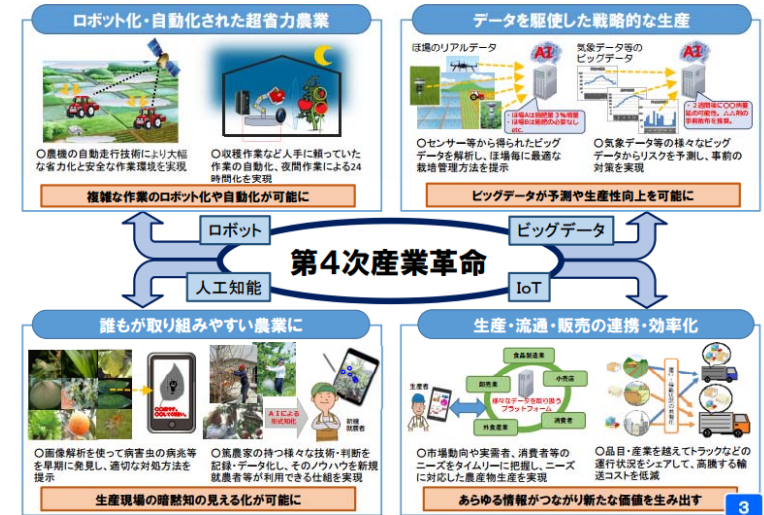 ロボット化・自動化された超省力農業
〇農機の自動走行技術により大幅
な省力化と安全な作業環境を実現
〇収穫作業など人手に頼っていた
作業の自動化、夜間作業による24
時間化を実現
複雑な作業のロボット化や自動化が可能に
データを駆使した戦略的な生産
ほ場のリアルデータ
AI
気象データ等の
ビッグデータ
AI
etc.
〇センサー等から得られたビッグ
データを解析し、ほ場毎に最適な
栽培管理方法を提示
〇気象データ等の様々なビッグ
データからリスクを予測し、事前の
対策を実現
ビッグデータが予測や生産性向上を可能に
ロボット
ビッグデータ
第4次産業革命
人工知能
IoT
誰もが取り組みやすい農業に
AIによる
形式知化
新規
就農者
〇画像解析を使って病害虫の病兆等
を早期に発見し、適切な対処方法を
提示
〇篤農家の持つ様々な技術・判断を
記録・データ化し、そのノウハウを新規
就農者等が利用できる仕組を実現
生産現場の暗黙知の見える化が可能に
生産・流通・販売の連携・効率化
生産者
食品製造業
卸売業
小売店
様々なデータを取り扱う
プラットフォーム
外食産業
消費者
〇市場動向や実需者、消費者等の
ニーズをタイムリーに把握し、ニーズ
に対応した農産物生産を実現
〇品目・産業を越えてトラックなどの
運行状況をシェアして、高騰する輸
送コストを低減
あらゆる情報がつながり新たな価値を生み出す
3